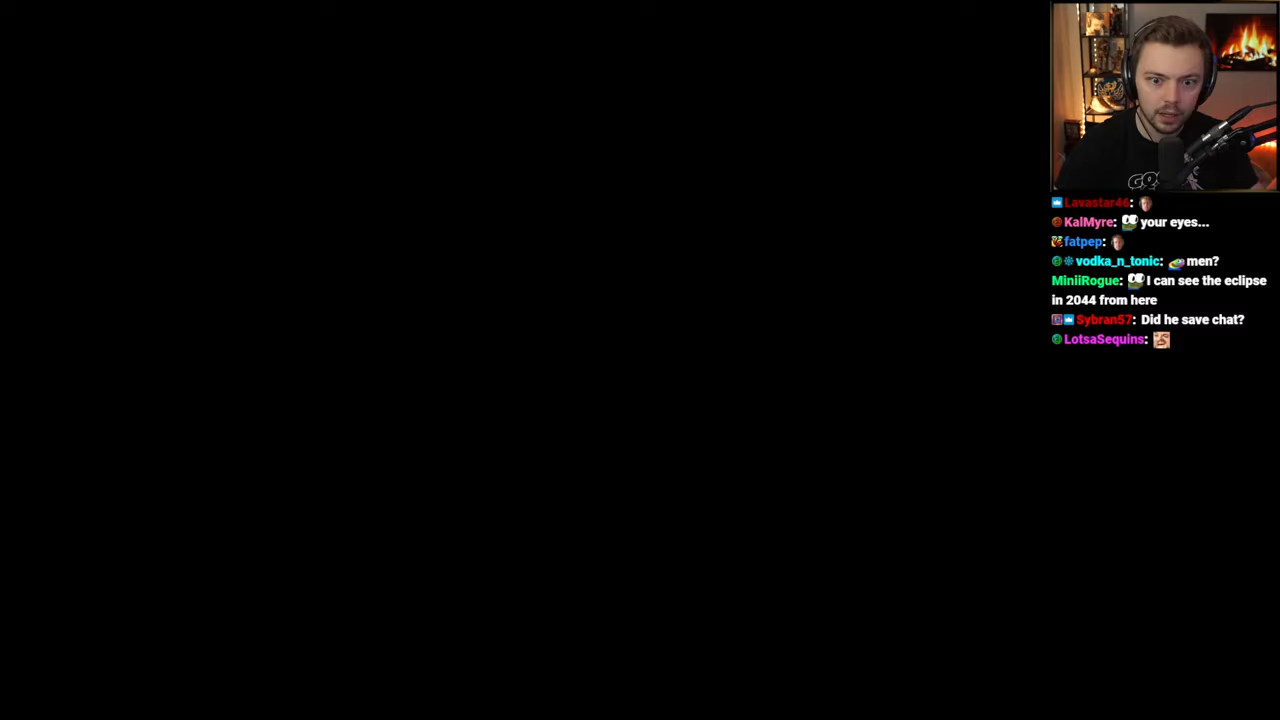 GO
Lavastar46:
KalMyre: your eyes...
fatpep:
vodka_n_tonic: men?
MiniiRogue: I can see the eclipse
in 2044 from here
Sybran57: Did he save chat?
LotsaSequins: